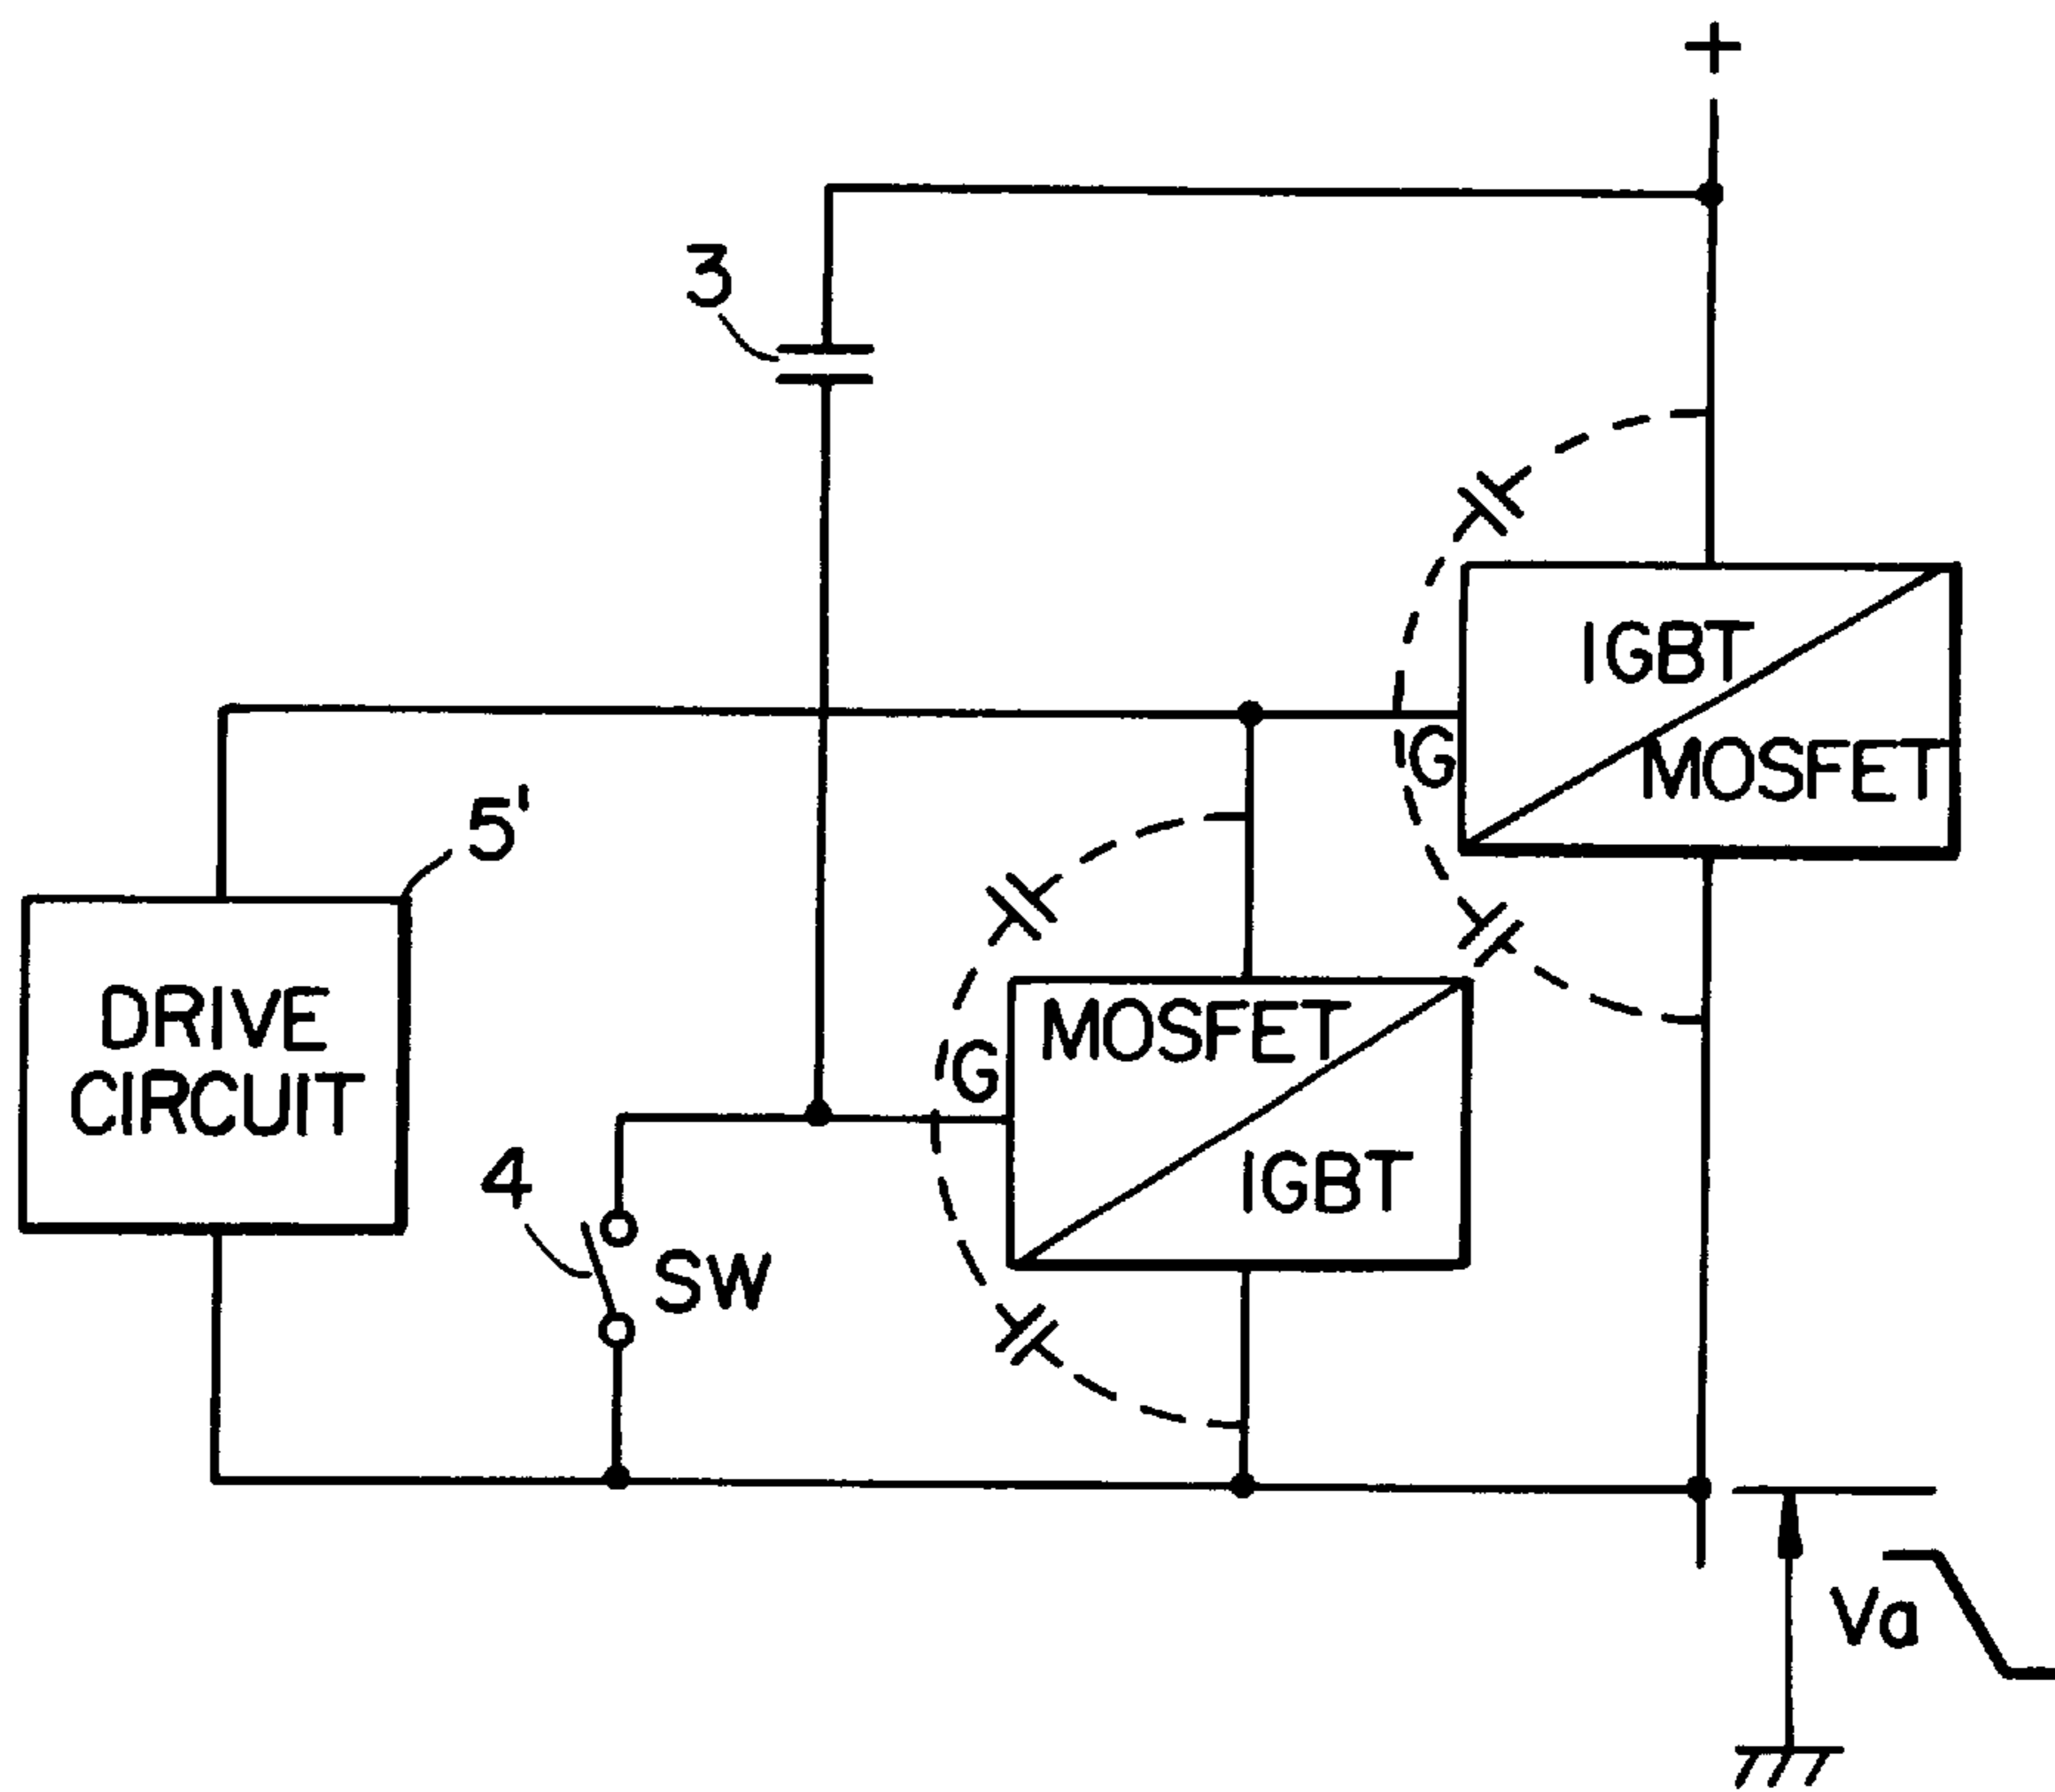 +
3
IGBT
MOSFET
G
5'
DRIVE
CIRCUIT
MOSFET
G
IGBT
4
SW
Va